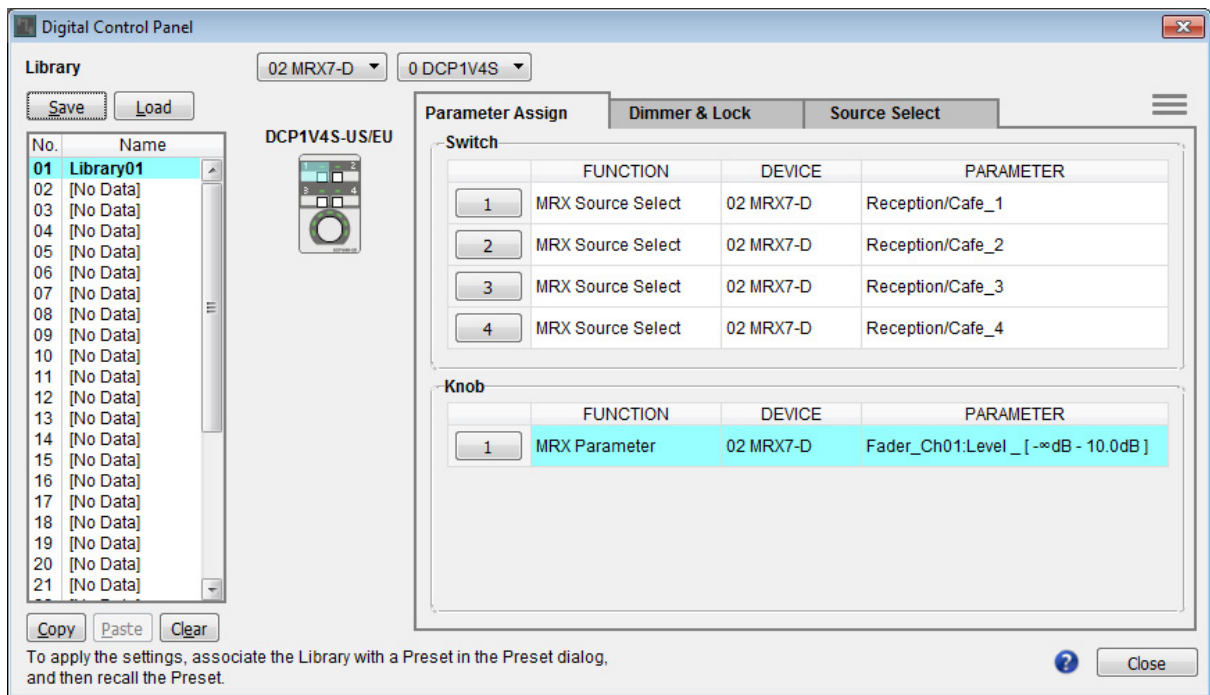 Digital Control Panel
Library
02 MRX7-D
0 DCP1V4S
Save
Load
No. Name
01 Library01
02 [No Data]
03 [No Data]
04 [No Data]
05 [No Data]
06 [No Data]
07 [No Data]
08 [No Data]
09 [No Data]
10 [No Data]
11 [No Data]
12 [No Data]
13 [No Data]
14 [No Data]
15 [No Data]
16 [No Data]
17 [No Data]
18 [No Data]
19 [No Data]
20 [No Data]
21 [No Data]
Copy
Paste
Clear
DCP1V4S-US/EU
1 2
3 4
Parameter Assign
Dimmer & Lock
Source Select
Switch
FUNCTION DEVICE PARAMETER
1 MRX Source Select 02 MRX7-D Reception/Cafe_1
2 MRX Source Select 02 MRX7-D Reception/Cafe_2
3 MRX Source Select 02 MRX7-D Reception/Cafe_3
4 MRX Source Select 02 MRX7-D Reception/Cafe_4
Knob
FUNCTION DEVICE PARAMETER
1 MRX Parameter 02 MRX7-D Fader_Ch01:Level _ [ -∞dB - 10.0dB ]
To apply the settings, associate the Library with a Preset in the Preset dialog,
and then recall the Preset.
?
Close